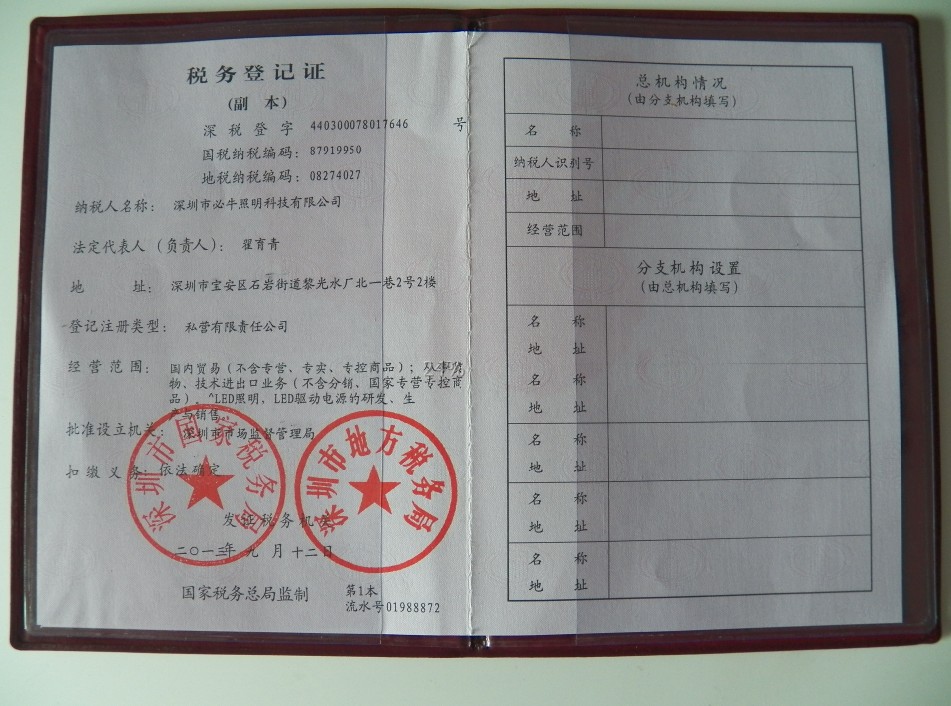 税务登记证
(副 本)
深 税 登 字 440300078017646 号
国税纳税编码: 87919950
地税纳税编码: 08274027
纳税人名称: 深圳市必牛照明科技有限公司
法定代表人(负责人): 翟育青
地 址: 深圳市宝安区石岩街道黎光水厂北一巷2号2楼
登记注册类型: 私营有限责任公司
经 营 范 围: 国内贸易(不含专营、专卖、专控商品);从事货
物、技术进出口业务(不含分销、国家专营专控商
品)。^LED照明、LED驱动电源的研发、生
产与销售
批准设立机关: 深圳市市场监督管理局
扣 缴 义 务: 依法确定
深圳市国家税务局
深圳市地方税务局
发证税务机关
二〇一三年 九 月 十二日
国家税务总局监制
第1本
流水号01988872
总机构情况
(由分支机构填写)
名 称
纳税人识别号
地 址
经营范围
分支机构设置
(由总机构填写)
名 称
地 址
名 称
地 址
名 称
地 址
名 称
地 址
名 称
地 址